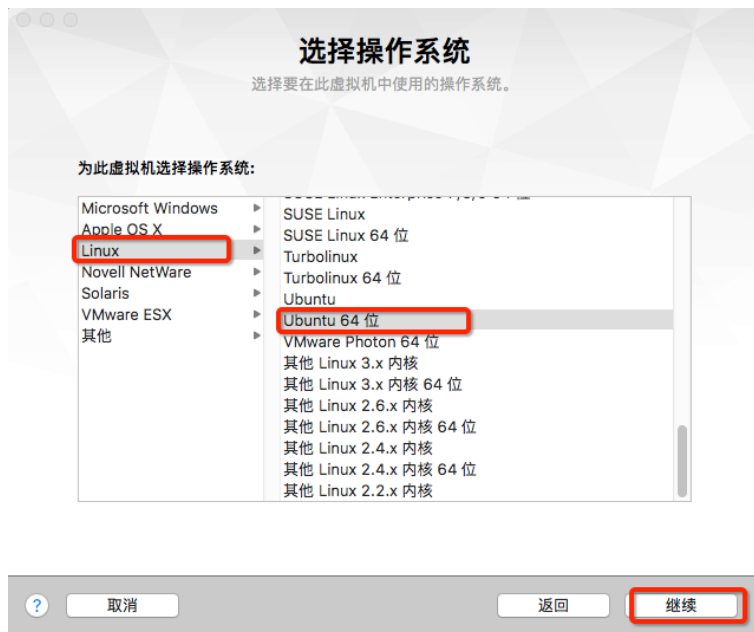 选择操作系统
选择要在此虚拟机中使用的操作系统。
为此虚拟机选择操作系统:
Microsoft Windows
Apple OS X
Linux
Novell NetWare
Solaris
VMware ESX
其他
SUSE Linux
SUSE Linux 64 位
Turbolinux
Turbolinux 64 位
Ubuntu
Ubuntu 64 位
VMware Photon 64 位
其他 Linux 3.x 内核
其他 Linux 3.x 内核 64 位
其他 Linux 2.6.x 内核
其他 Linux 2.6.x 内核 64 位
其他 Linux 2.4.x 内核
其他 Linux 2.4.x 内核 64 位
其他 Linux 2.2.x 内核
?
取消
返回
继续